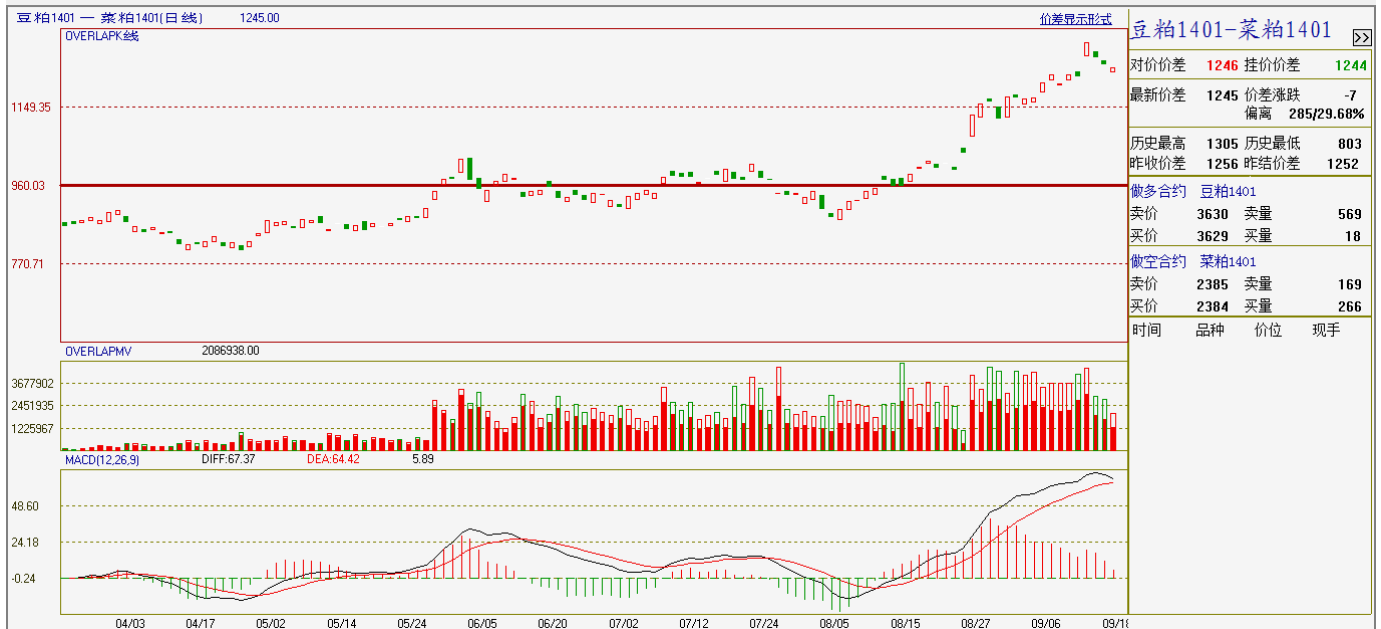 豆粕1401 — 菜粕1401(日线) 1245.00 价差显示形式
OVERLAPK线
1149.35
960.03
770.71
OVERLAPMV 2086938.00
3677902
2451935
1225967
MACD(12,26,9) DIFF:67.37 DEA:64.42 5.89
48.60
24.18
-0.24
04/03 04/17 05/02 05/14 05/24 06/05 06/20 07/02 07/12 07/24 08/05 08/15 08/27 09/06 09/18
豆粕1401-菜粕1401 >>
对价价差 1246 挂价价差 1244
最新价差 1245 价差涨跌 -7
偏离 285/29.68%
历史最高 1305 历史最低 803
昨收价差 1256 昨结价差 1252
做多合约 豆粕1401
卖价 3630 卖量 569
买价 3629 买量 18
做空合约 菜粕1401
卖价 2385 卖量 169
买价 2384 买量 266
时间 品种 价位 现手